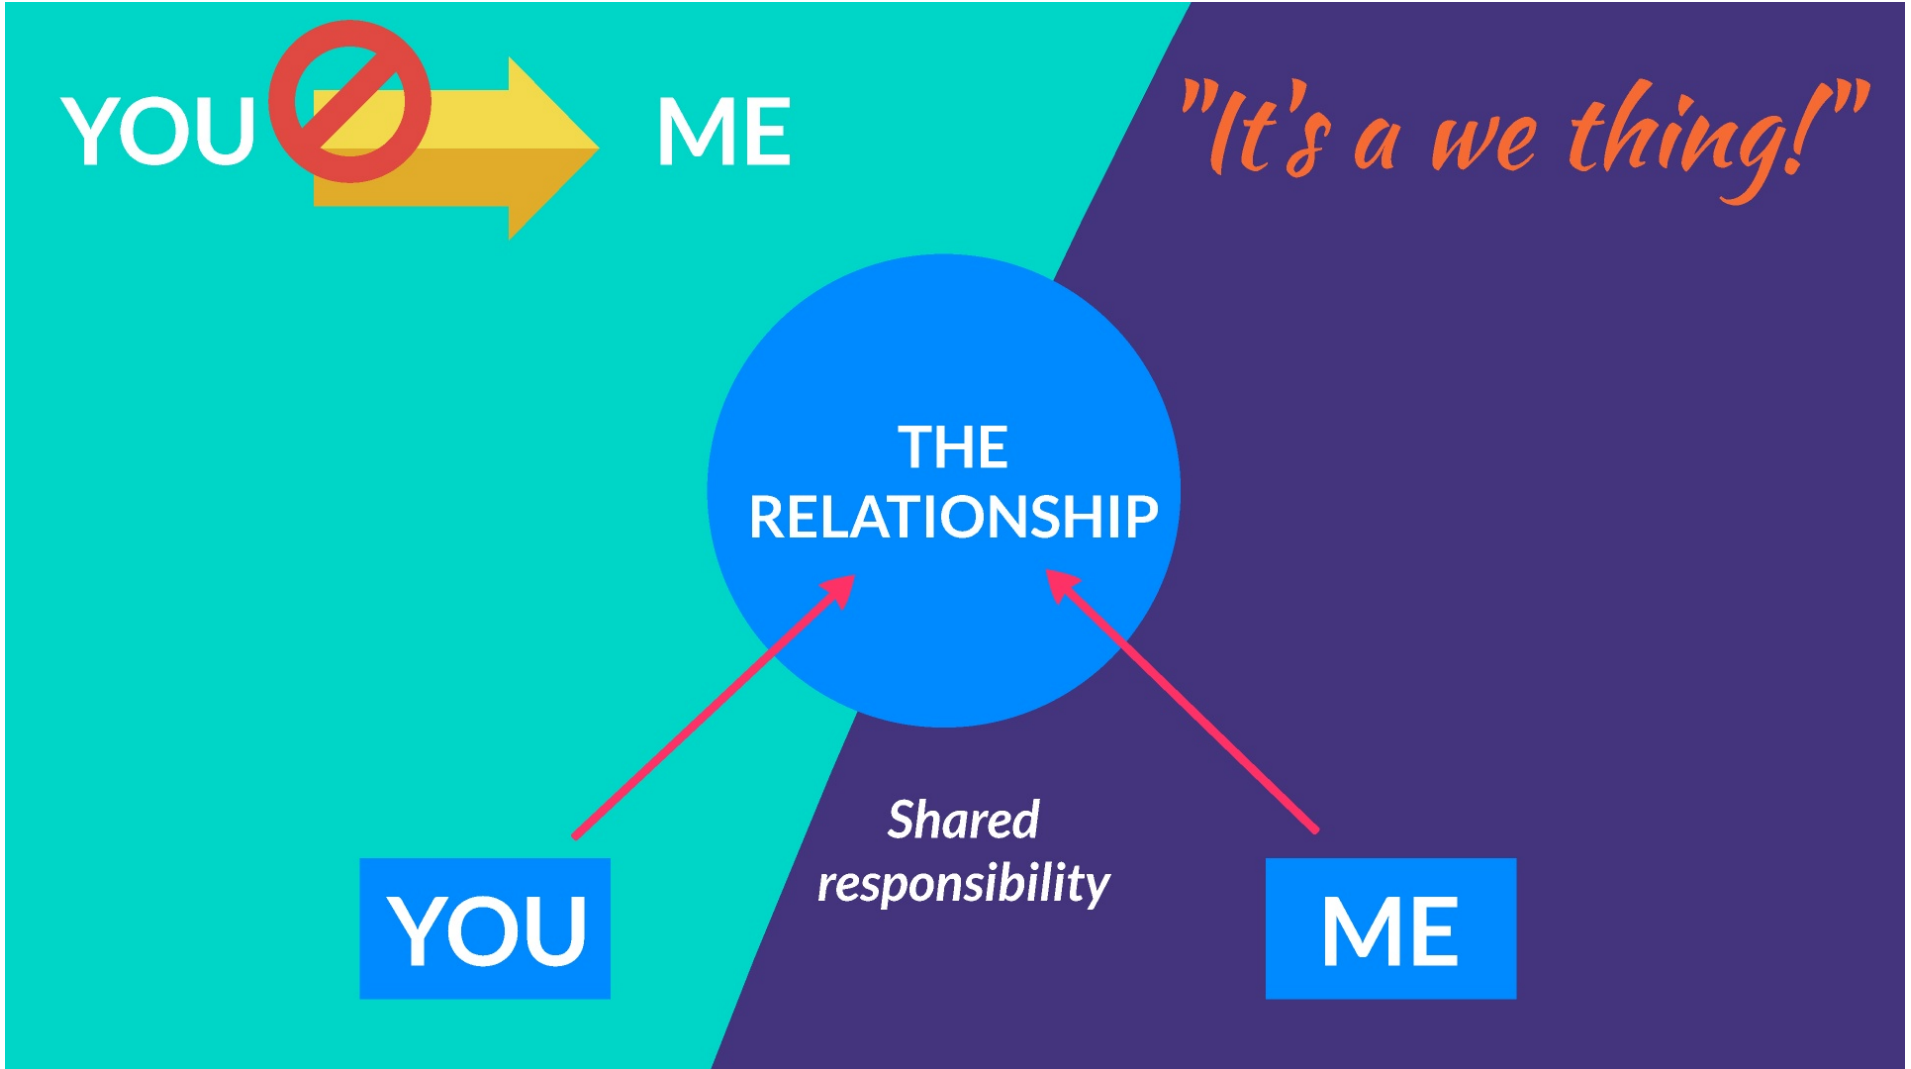 YOU ME
"It's a we thing!"
THE
RELATIONSHIP
Shared
responsibility
YOU
ME